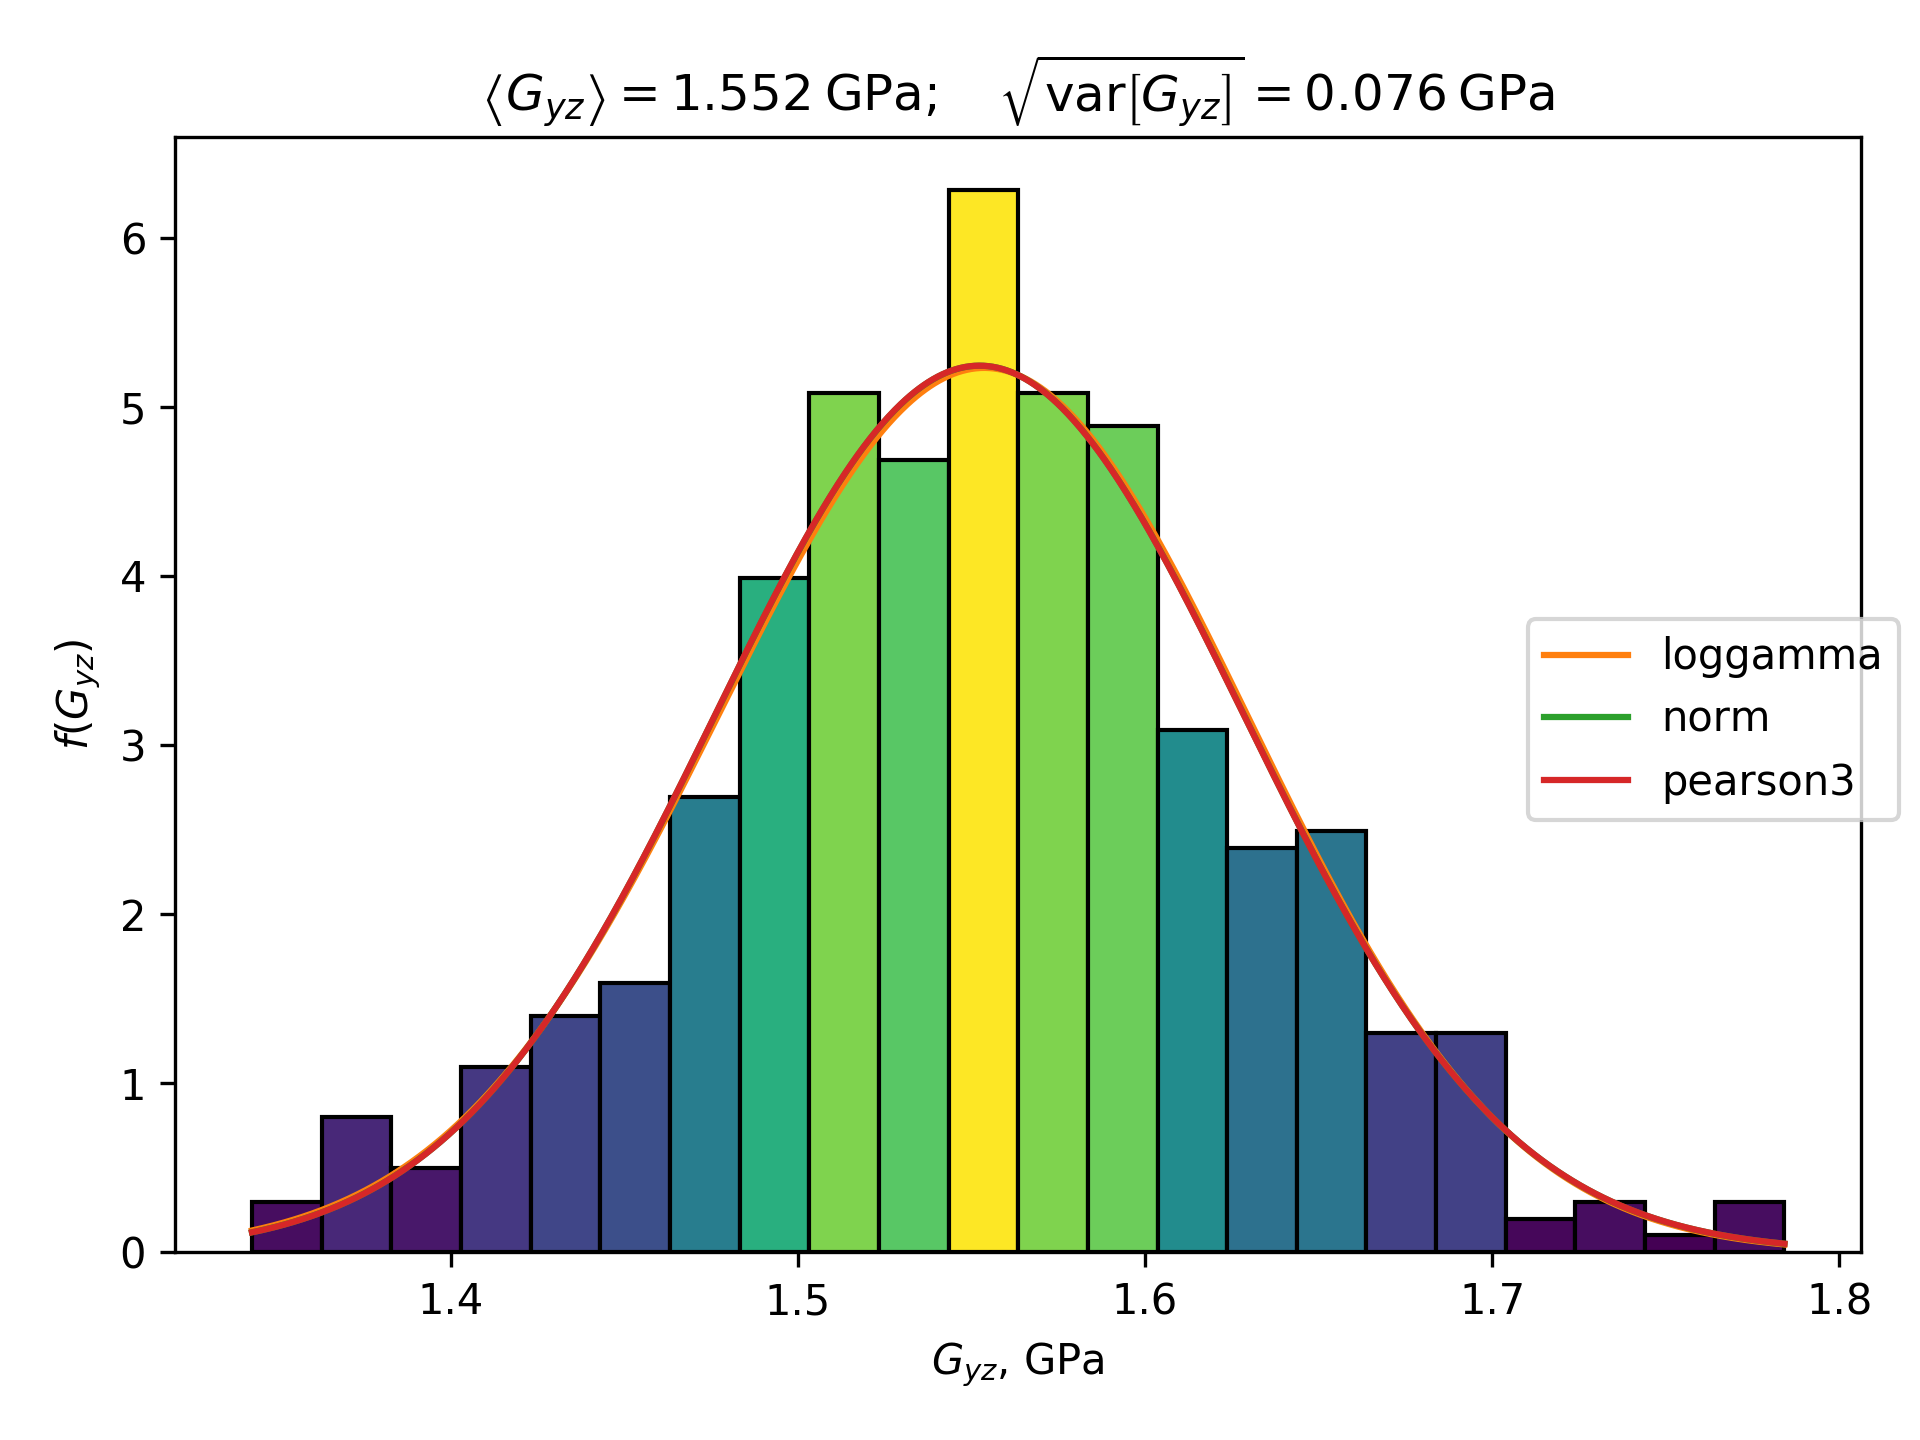 ⟨G_yz⟩ = 1.552 GPa; √var[G_yz] = 0.076 GPa
f(G_yz)
6
5
4
3
2
1
0
loggamma
norm
pearson3
1.4 1.5 1.6 1.7 1.8
G_yz, GPa